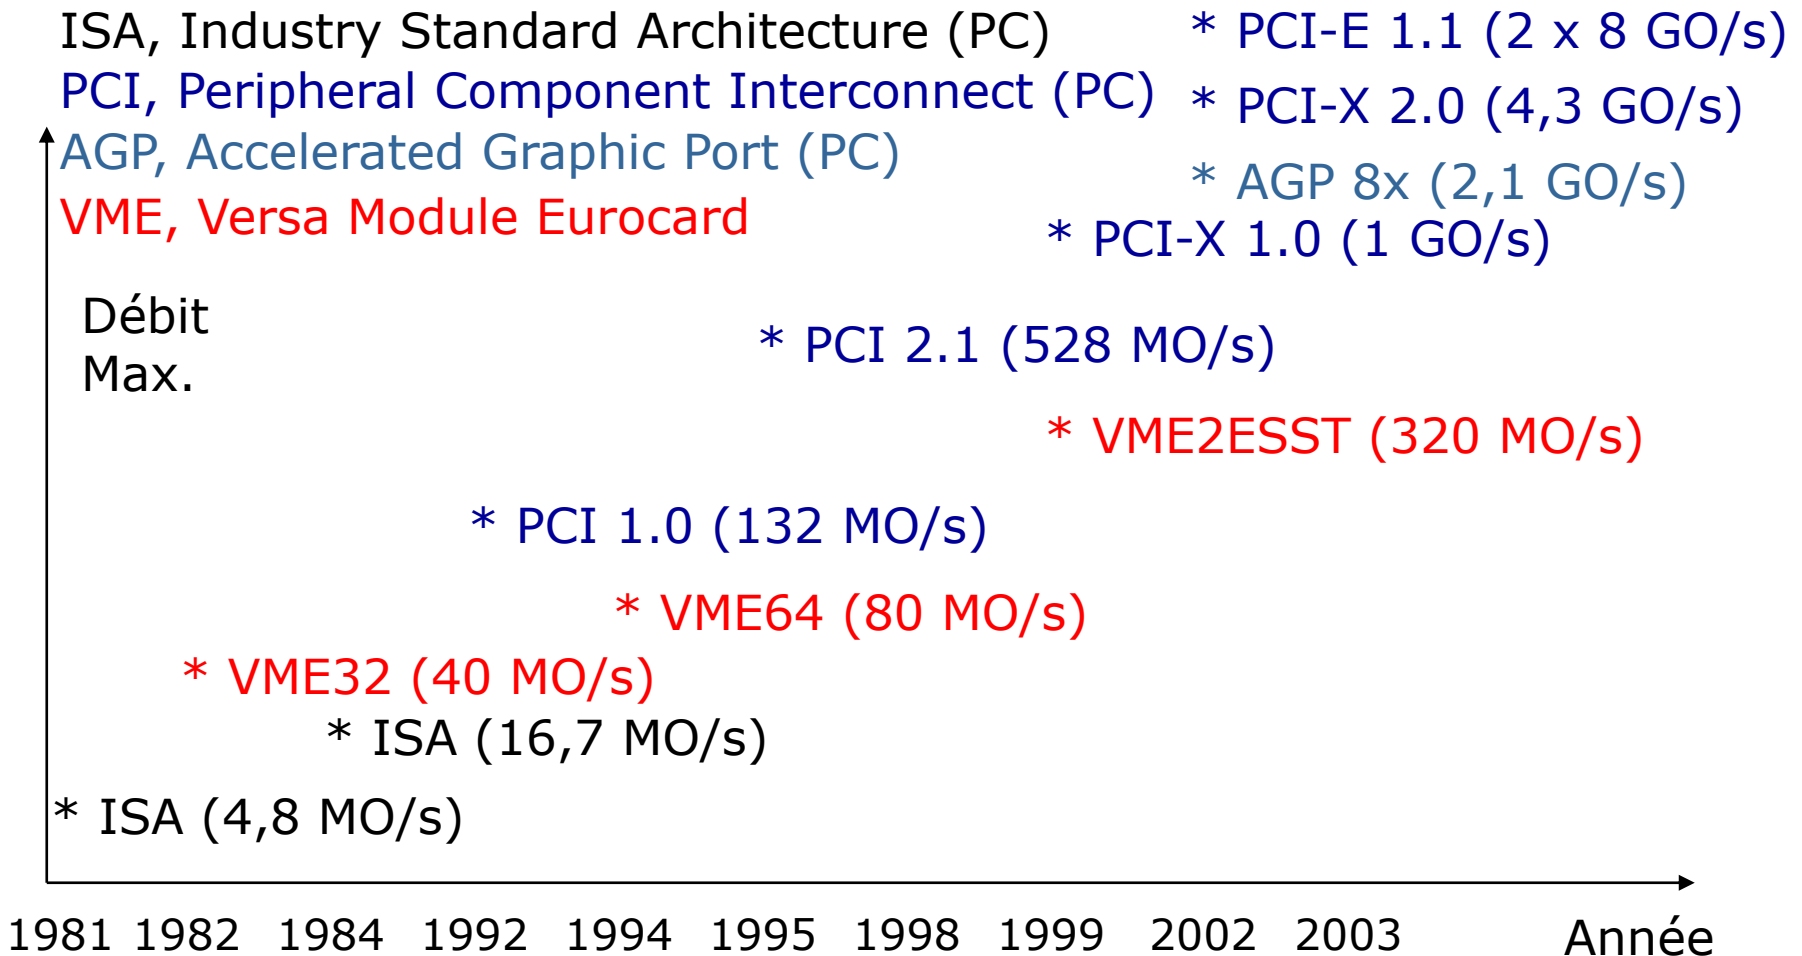 ISA, Industry Standard Architecture (PC)
* PCI-E 1.1 (2 x 8 GO/s)
PCI, Peripheral Component Interconnect (PC)
* PCI-X 2.0 (4,3 GO/s)
AGP, Accelerated Graphic Port (PC)
* AGP 8x (2,1 GO/s)
VME, Versa Module Eurocard
* PCI-X 1.0 (1 GO/s)
Débit
Max.
* PCI 2.1 (528 MO/s)
* VME2ESST (320 MO/s)
* PCI 1.0 (132 MO/s)
* VME64 (80 MO/s)
* VME32 (40 MO/s)
* ISA (16,7 MO/s)
* ISA (4,8 MO/s)
1981 1982 1984 1992 1994 1995 1998 1999 2002 2003 Année